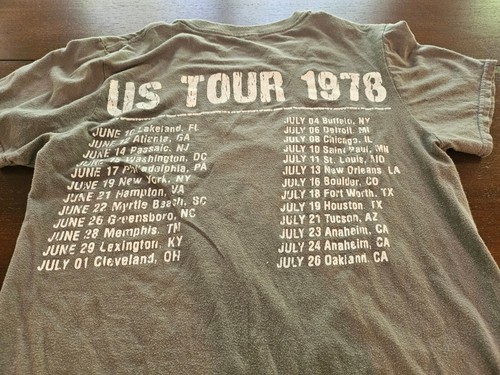 US TOUR 1978
JUNE 10 Lakeland, FL
JUNE 12 Atlanta, GA
JUNE 14 Passaic, NJ
JUNE 15 Washington, DC
JUNE 17 Philadelphia, PA
JUNE 19 New York, NY
JUNE 21 Hampton, VA
JUNE 22 Myrtle Beach, SC
JUNE 26 Greensboro, NC
JUNE 28 Memphis, TN
JUNE 29 Lexington, KY
JULY 01 Cleveland, OH
JULY 04 Buffalo, NY
JULY 06 Detroit, MI
JULY 08 Chicago, IL
JULY 10 Saint Paul, MN
JULY 11 St. Louis, MO
JULY 13 New Orleans, LA
JULY 16 Boulder, CO
JULY 18 Fort Worth, TX
JULY 19 Houston, TX
JULY 21 Tucson, AZ
JULY 23 Anaheim, CA
JULY 24 Anaheim, CA
JULY 26 Oakland, CA